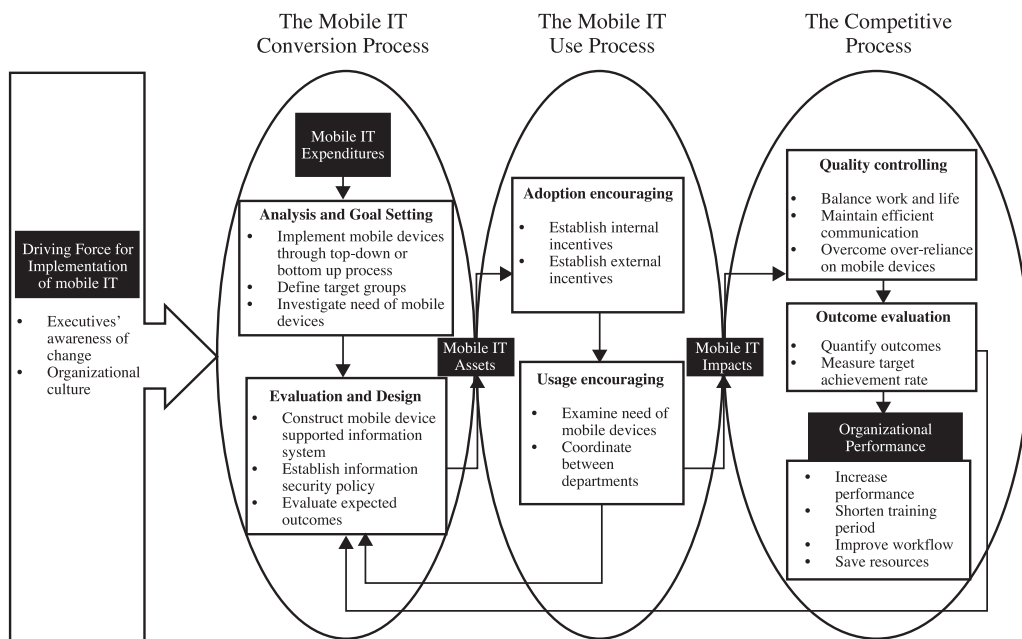 The Mobile IT
Conversion Process
The Mobile IT
Use Process
The Competitive
Process
Driving Force for
Implementation
of mobile IT
• Executives’
awareness of
change
• Organizational
culture
Mobile IT
Expenditures
Analysis and Goal Setting
• Implement mobile devices
through top-down or
bottom up process
• Define target groups
• Investigate need of mobile
devices
Evaluation and Design
• Construct mobile device
supported information
system
• Establish information
security policy
• Evaluate expected
outcomes
Mobile IT
Assets
Adoption encouraging
• Establish internal
incentives
• Establish external
incentives
Usage encouraging
• Examine need of
mobile devices
• Coordinate
between
departments
Mobile IT
Impacts
Quality controlling
• Balance work and life
• Maintain efficient
communication
• Overcome over-reliance
on mobile devices
Outcome evaluation
• Quantify outcomes
• Measure target
achievement rate
Organizational
Performance
• Increase
performance
• Shorten training
period
• Improve workflow
• Save resources